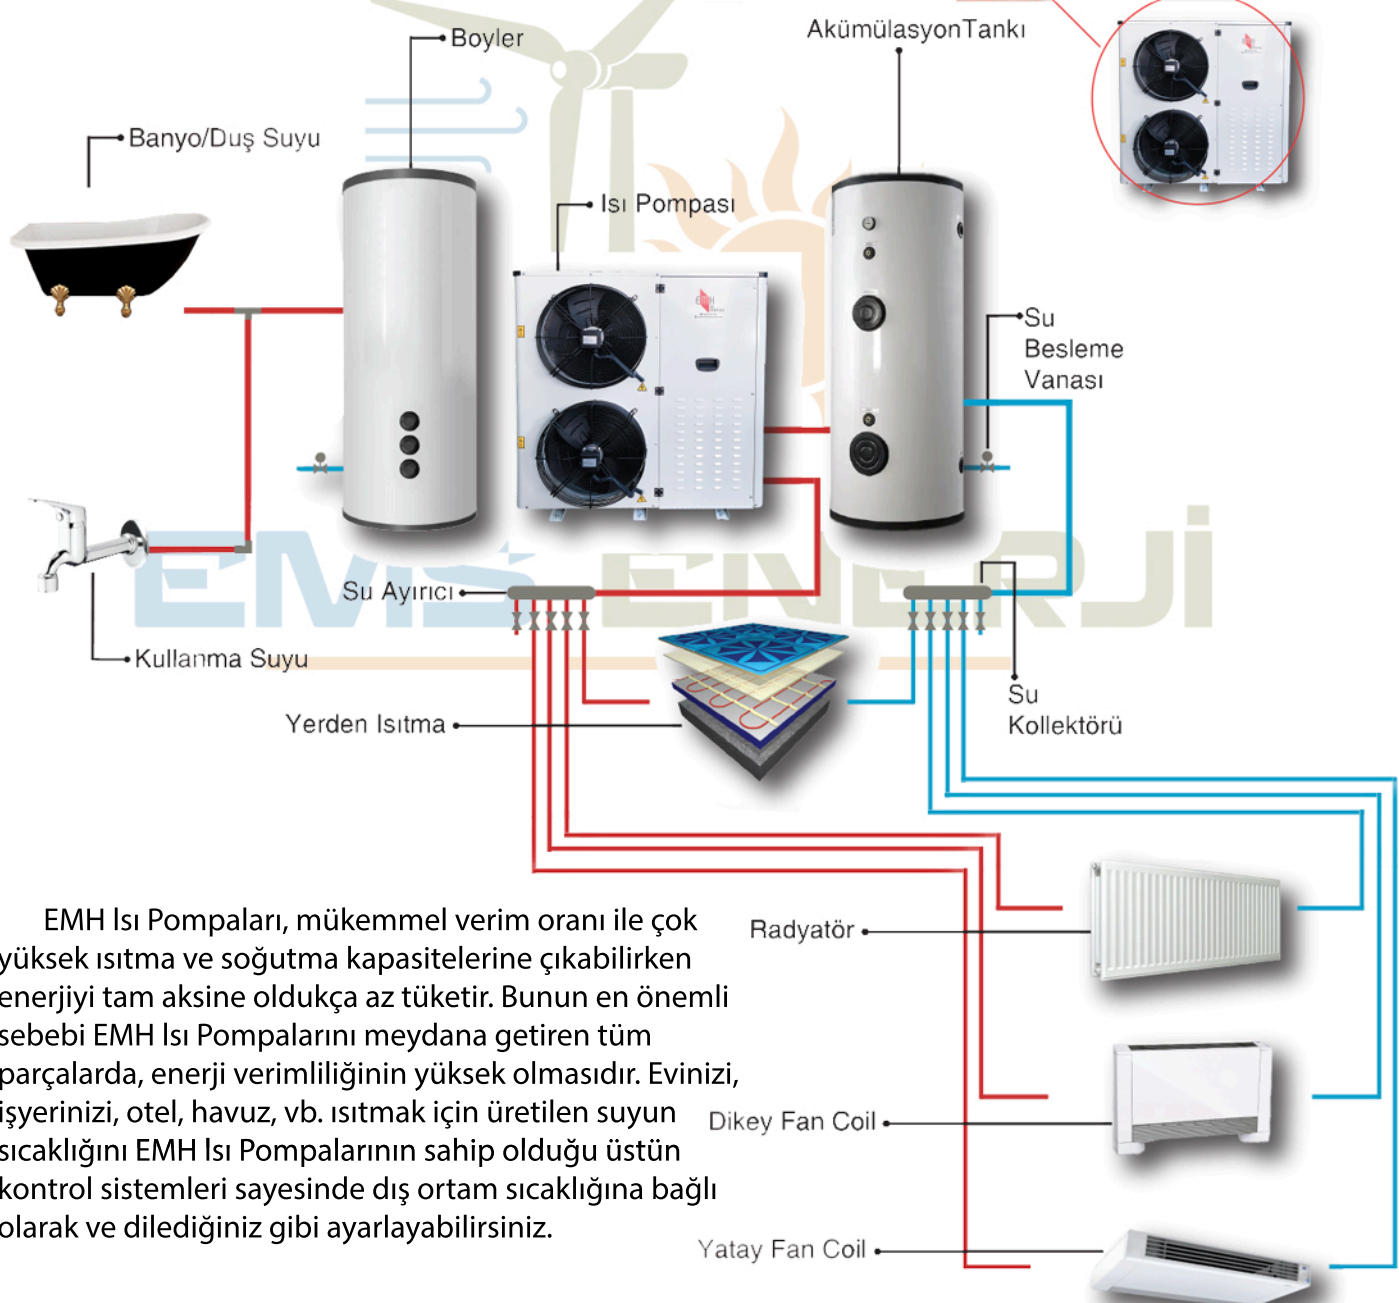 Boyler
AkümülasyonTankı
Banyo/Duş Suyu
Isı Pompası
EMH
Su
Besleme
Vanası
EMS ENERJİ
Su Ayırıcı
Kullanma Suyu
Yerden Isıtma
Su
Kollektörü
EMH Isı Pompaları, mükemmel verim oranı ile çok
yüksek ısıtma ve soğutma kapasitelerine çıkabilirken
enerjiyi tam aksine oldukça az tüketir. Bunun en önemli
sebebi EMH Isı Pompalarını meydana getiren tüm
parçalarda, enerji verimliliğinin yüksek olmasıdır. Evinizi,
işyerinizi, otel, havuz, vb. ısıtmak için üretilen suyun
sıcaklığını EMH Isı Pompalarının sahip olduğu üstün
kontrol sistemleri sayesinde dış ortam sıcaklığına bağlı
olarak ve dilediğiniz gibi ayarlayabilirsiniz.
Radyatör
Dikey Fan Coil
Yatay Fan Coil